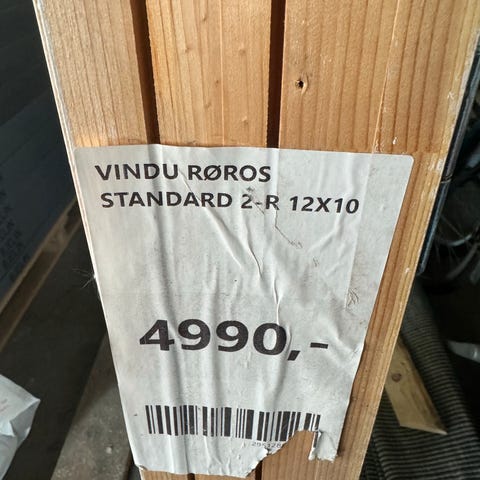 VINDU RØROS
STANDARD 2-R 12X10
4990,-